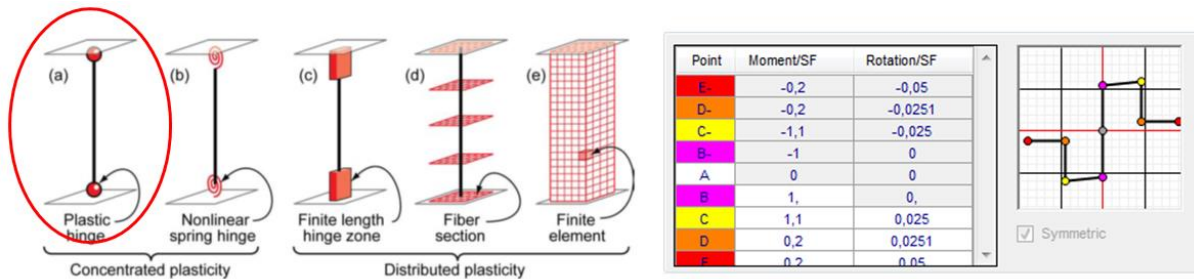 (a)
(b)
(c)
(d)
(e)
Plastic hinge
Nonlinear spring hinge
Finite length hinge zone
Fiber section
Finite element
Concentrated plasticity
Distributed plasticity
Point Moment/SF Rotation/SF
E- -0,2 -0,05
D- -0,2 -0,0251
C- -1,1 -0,025
B- -1 0
A 0 0
B 1, 0,
C 1,1 0,025
D 0,2 0,0251
E 0,2 0,05
Symmetric